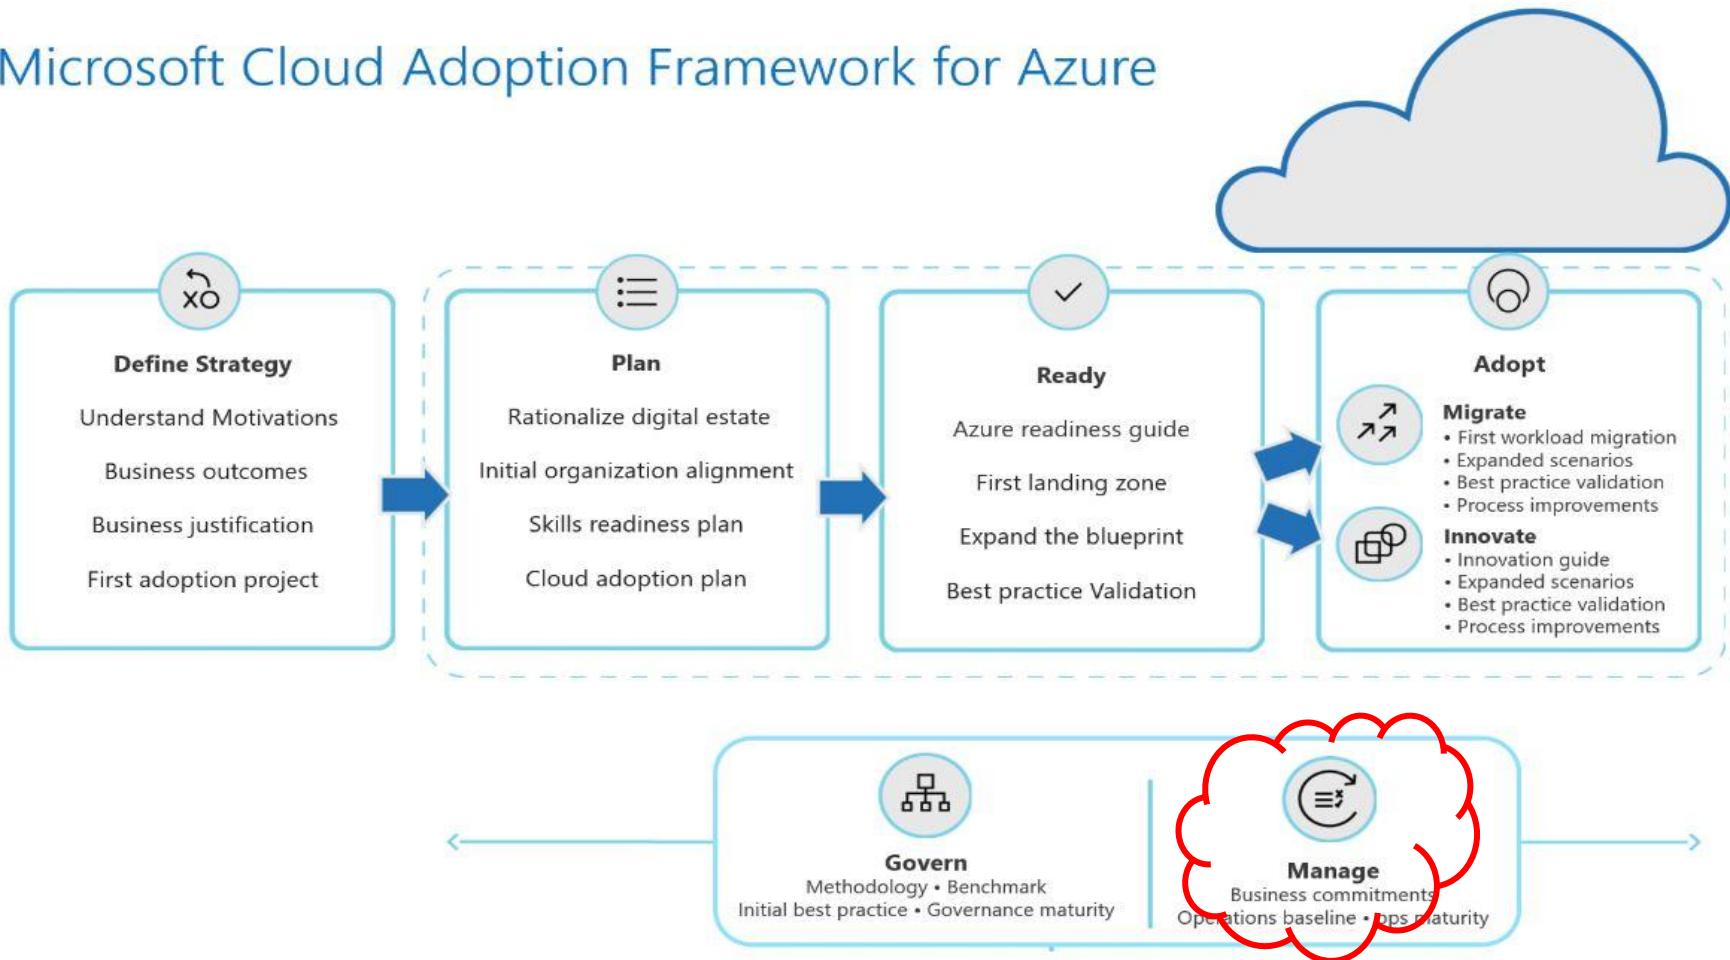 Microsoft Cloud Adoption Framework for Azure
Define Strategy
Understand Motivations
Business outcomes
Business justification
First adoption project
Plan
Rationalize digital estate
Initial organization alignment
Skills readiness plan
Cloud adoption plan
Ready
Azure readiness guide
First landing zone
Expand the blueprint
Best practice Validation
Adopt
Migrate
• First workload migration
• Expanded scenarios
• Best practice validation
• Process improvements
Innovate
• Innovation guide
• Expanded scenarios
• Best practice validation
• Process improvements
Govern
Methodology • Benchmark
Initial best practice • Governance maturity
Manage
Business commitments
Operations baseline • ops maturity